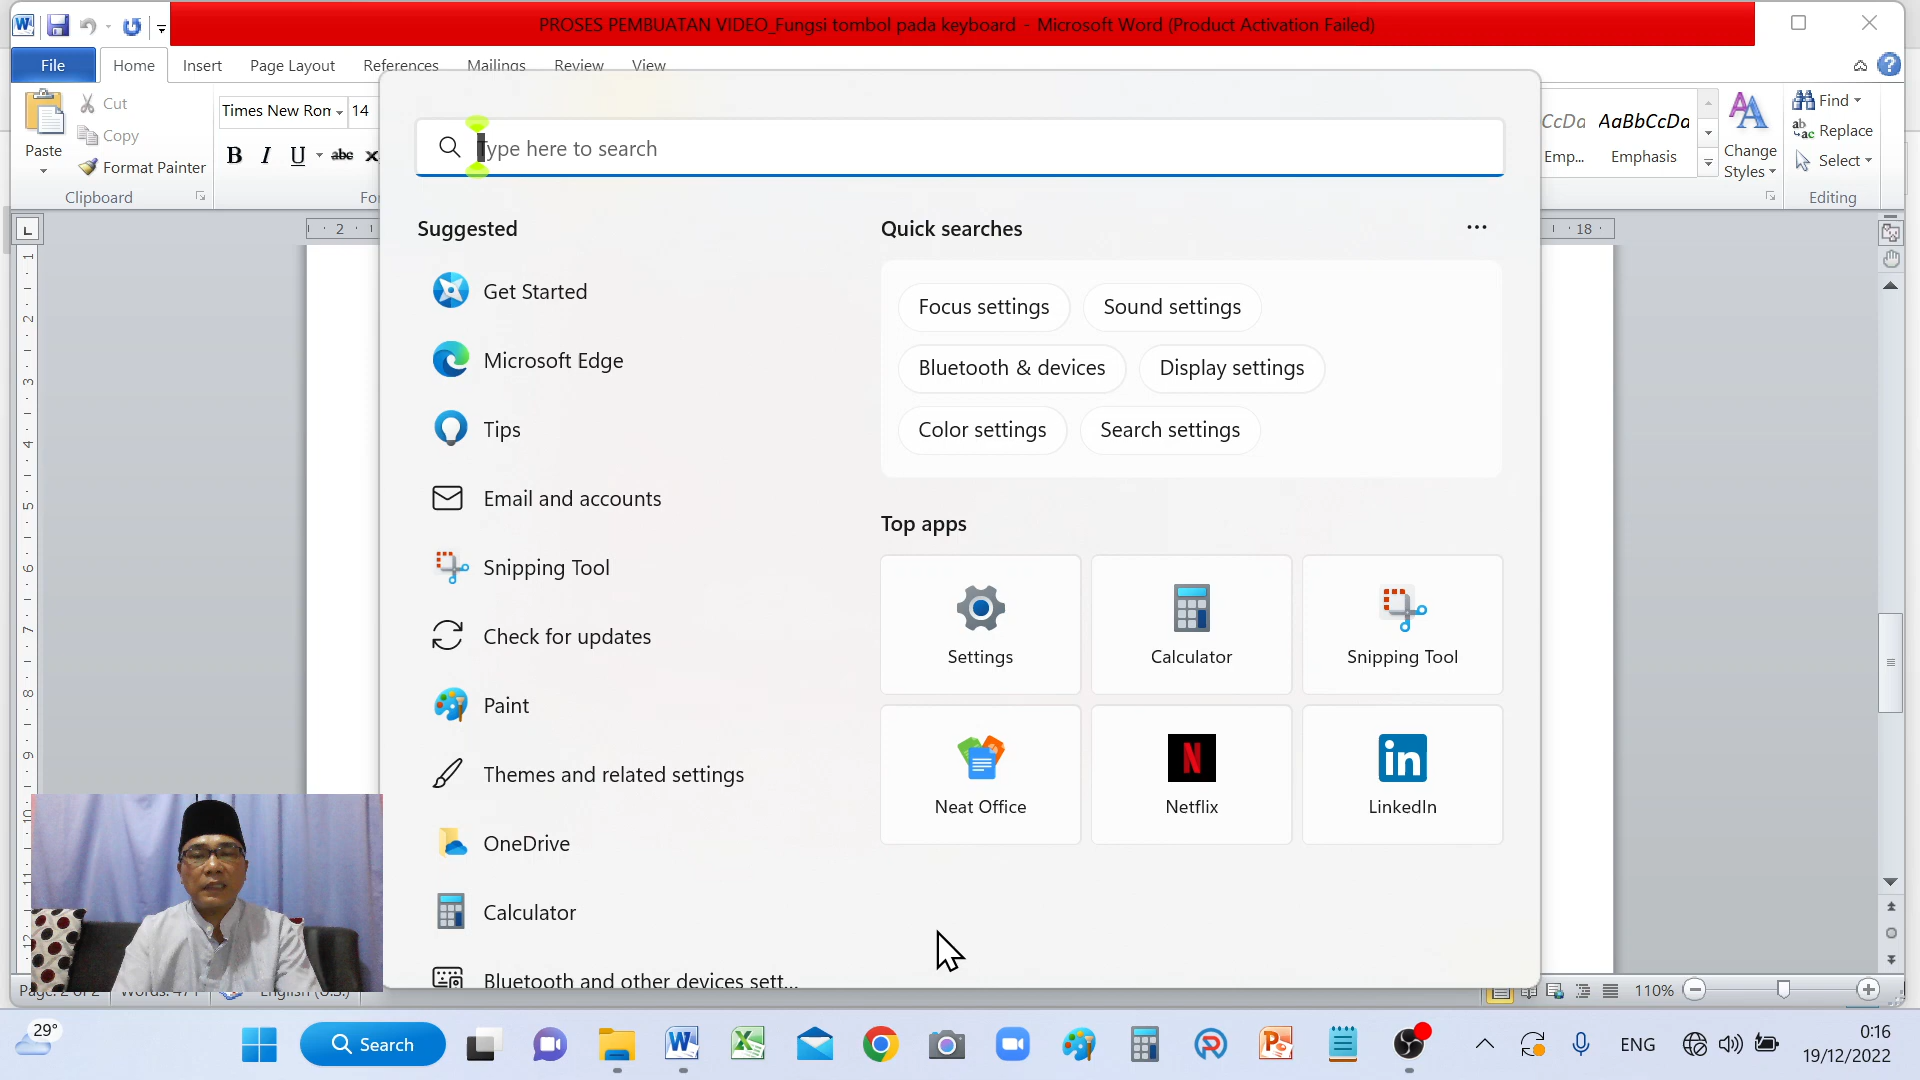 PROSES PEMBUATAN VIDEO_Fungsi tombol pada keyboard - Microsoft Word (Product Activation Failed)
File Home Insert Page Layout References Mailings Review View
Paste
Cut
Copy
Format Painter
Clipboard
Times New Rom 14
B I U abc x
AaBbCcDd
Emp... Emphasis
Change Styles
Find
Replace
Select
Editing
Type here to search
Suggested
Get Started
Microsoft Edge
Tips
Email and accounts
Snipping Tool
Check for updates
Paint
Themes and related settings
OneDrive
Calculator
Bluetooth and other devices sett...
Quick searches
Focus settings Sound settings
Bluetooth & devices Display settings
Color settings Search settings
Top apps
Settings Calculator Snipping Tool
Neat Office Netflix LinkedIn
110%
29°
Search
ENG
0:16
19/12/2022